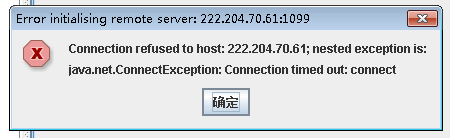 Error initialising remote server: 222.204.70.61:1099
Connection refused to host: 222.204.70.61; nested exception is:
java.net.ConnectException: Connection timed out: connect
确定